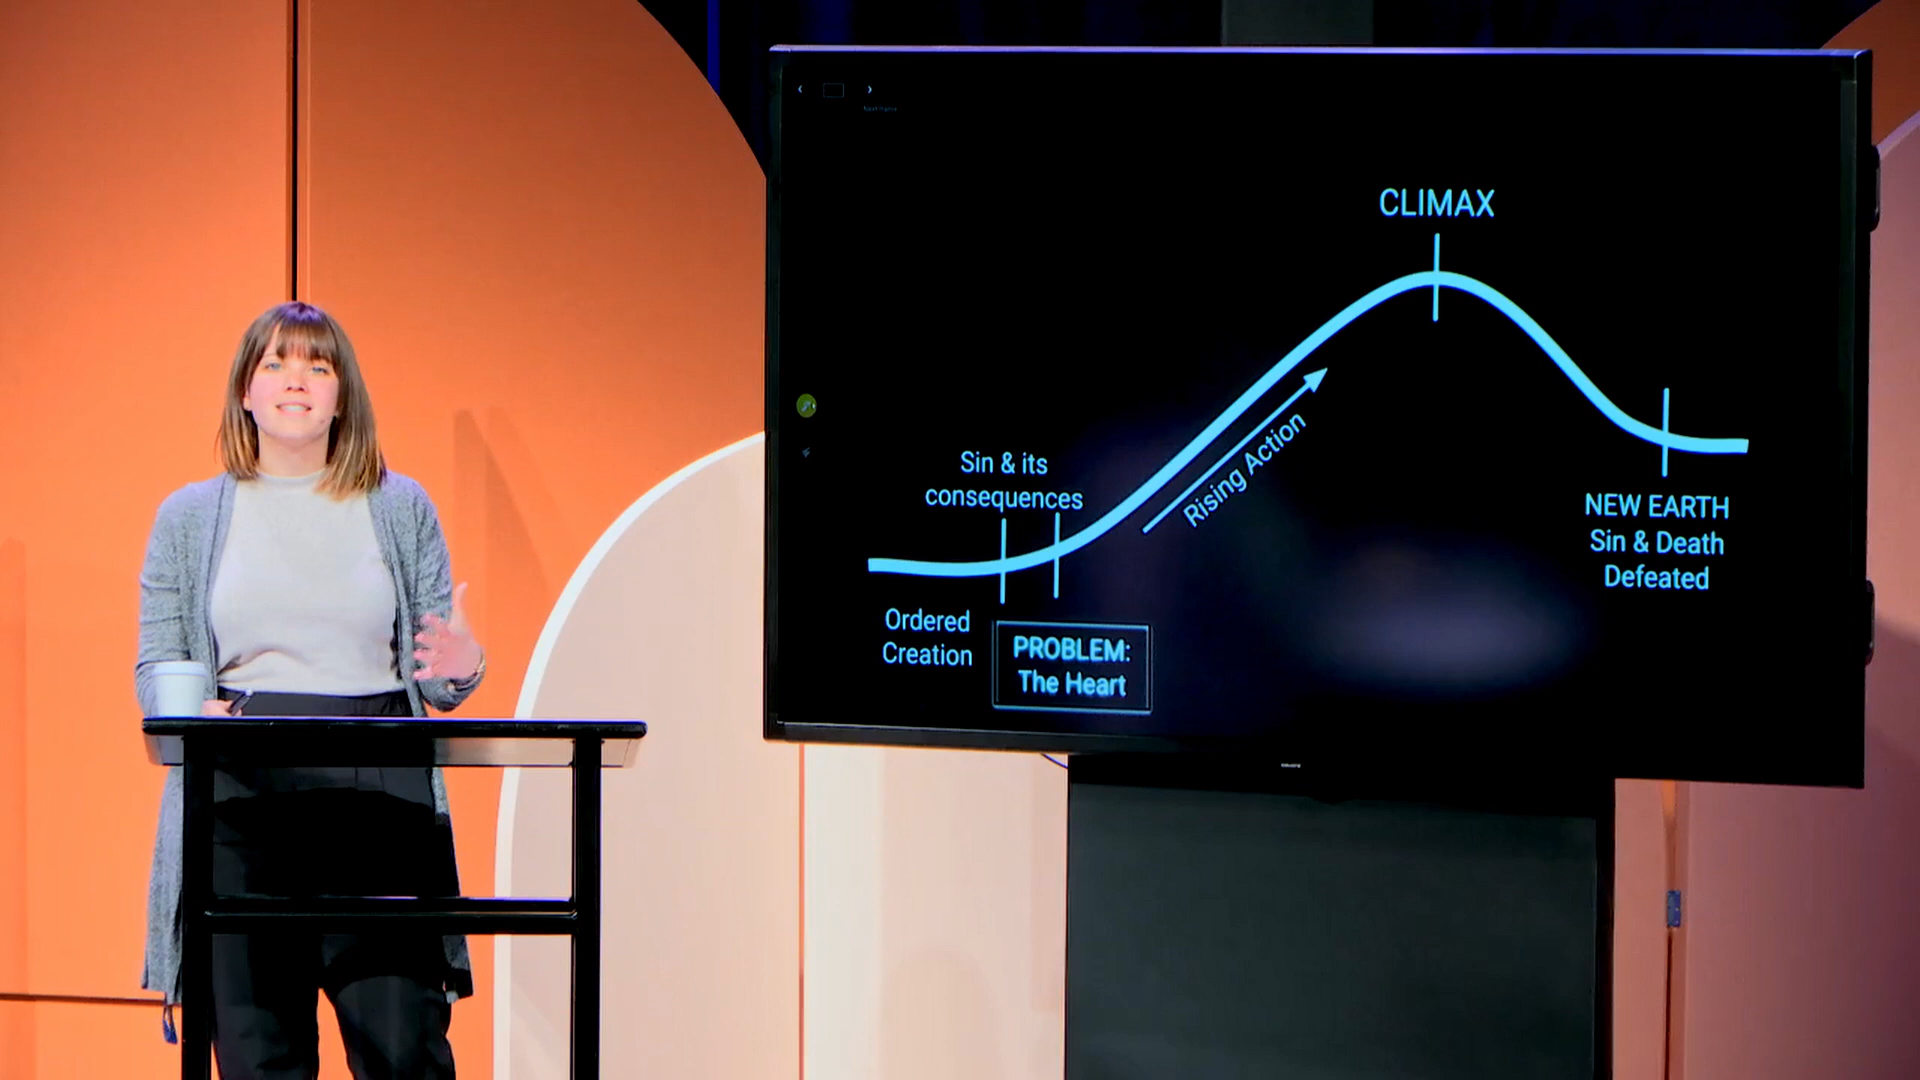 CLIMAX
Rising Action
Sin & its
consequences
NEW EARTH
Sin & Death
Defeated
Ordered
Creation
PROBLEM:
The Heart